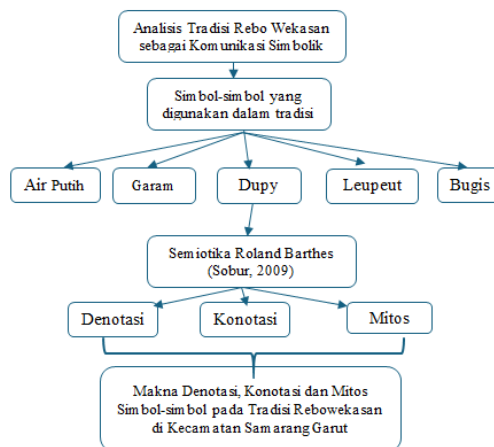 Analisis Tradisi Rebo Wekasan
sebagai Komunikasi Simbolik
Simbol-simbol yang
digunakan dalam tradisi
Air Putih
Garam
Dupy
Leupeut
Bugis
Semiotika Roland Barthes
(Sobur, 2009)
Denotasi
Konotasi
Mitos
Makna Denotasi, Konotasi dan Mitos
Simbol-simbol pada Tradisi Rebowekasan
di Kecamatan Samarang Garut